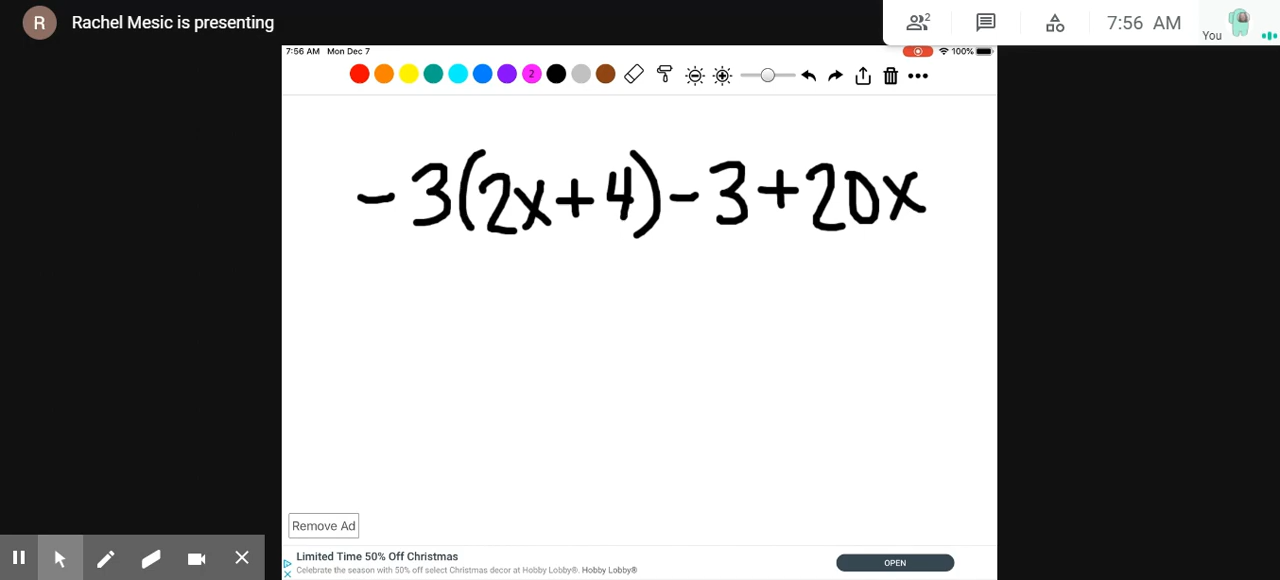 R Rachel Mesic is presenting
2
7:56 AM
You
7:56 AM Mon Dec 7
100%
2
-3(2x+4)-3+20x
Remove Ad
Limited Time 50% Off Christmas
Celebrate the season with 50% off select Christmas decor at Hobby Lobby®. Hobby Lobby®
OPEN